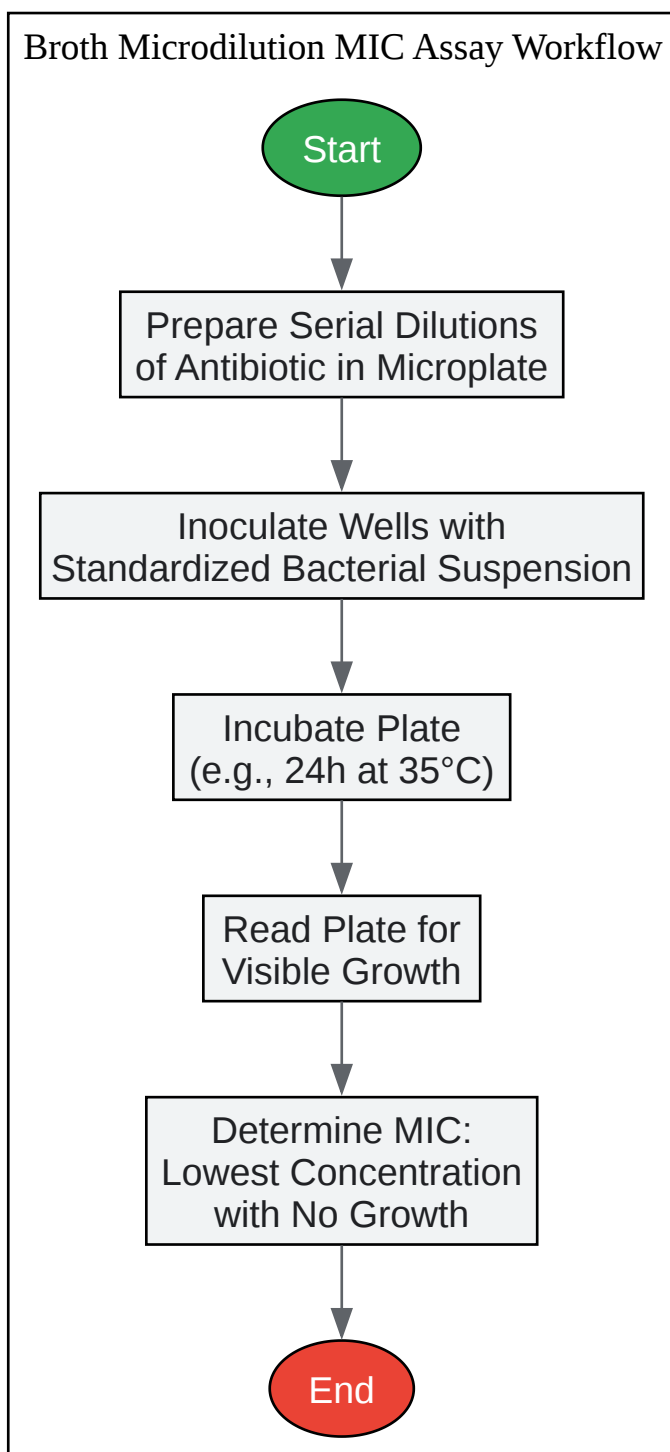 Broth Microdilution MIC Assay Workflow
Start
Prepare Serial Dilutions
of Antibiotic in Microplate
Inoculate Wells with
Standardized Bacterial Suspension
Incubate Plate
(e.g., 24h at 35°C)
Read Plate for
Visible Growth
Determine MIC:
Lowest Concentration
with No Growth
End